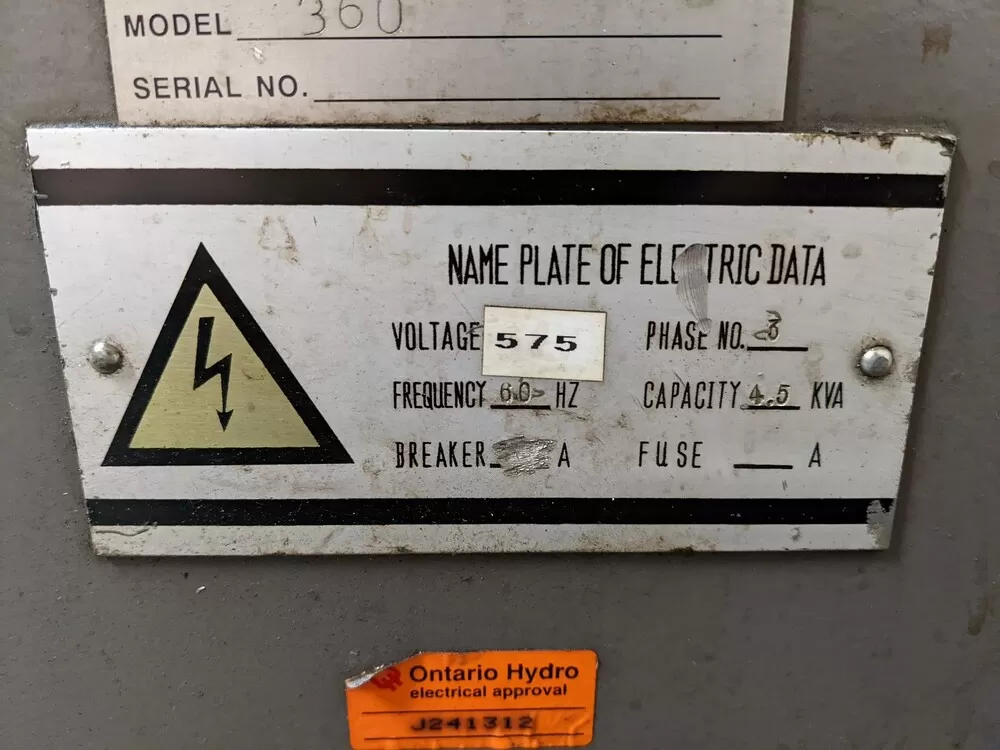 MODEL 360
SERIAL NO.
NAME PLATE OF ELECTRIC DATA
VOLTAGE 575 PHASE NO. 3
FREQUENCY 60 HZ CAPACITY 4.5 KVA
BREAKER A FUSE A
Ontario Hydro
electrical approval
J241312